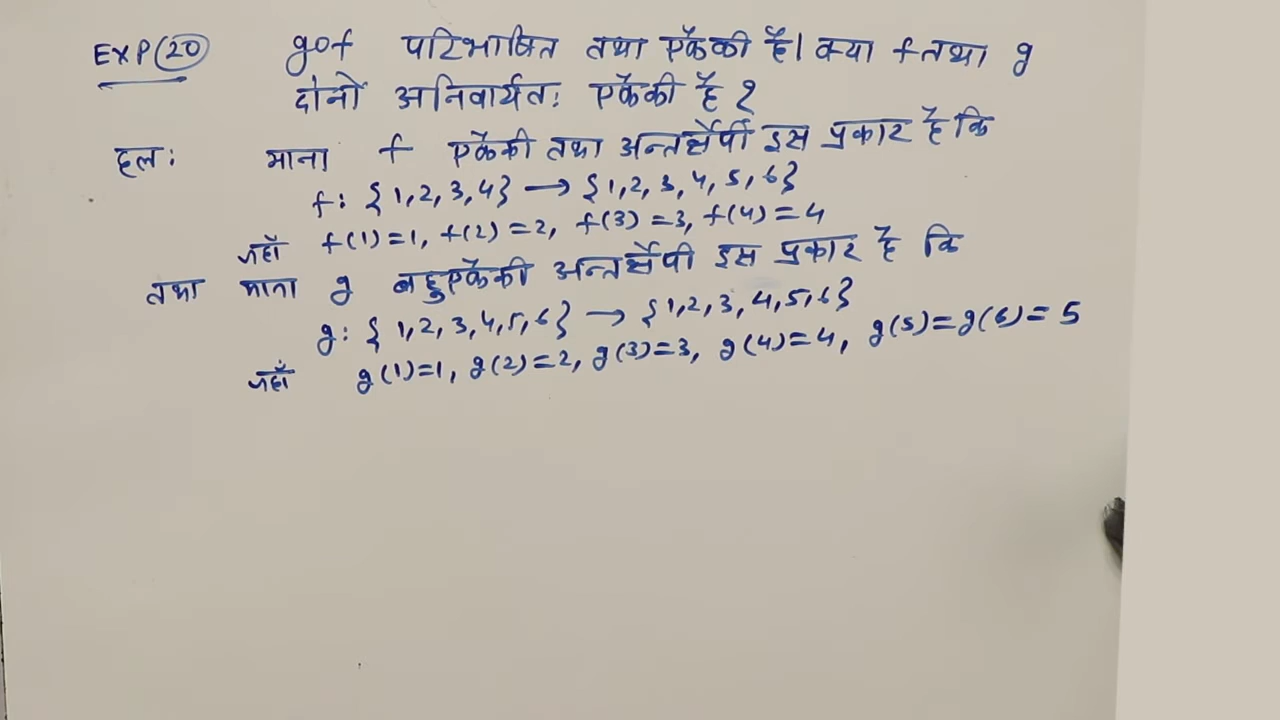 EXP(20) gof परिभाषित तथा एकैकी है। क्या f तथा g
दोनों अनिवार्यतः एकैकी है ?
हलः माना f एकैकी तथा अन्तर्क्षेपी इस प्रकार है कि
f: {1,2,3,4} → {1,2,3,4,5,6}
जहाँ f(1)=1, f(2)=2, f(3)=3, f(4)=4
तथा माना g बहुएकैकी अन्तर्क्षेपी इस प्रकार है कि
g: {1,2,3,4,5,6} → {1,2,3,4,5,6}
जहाँ g(1)=1, g(2)=2, g(3)=3, g(4)=4, g(5)=g(6)=5